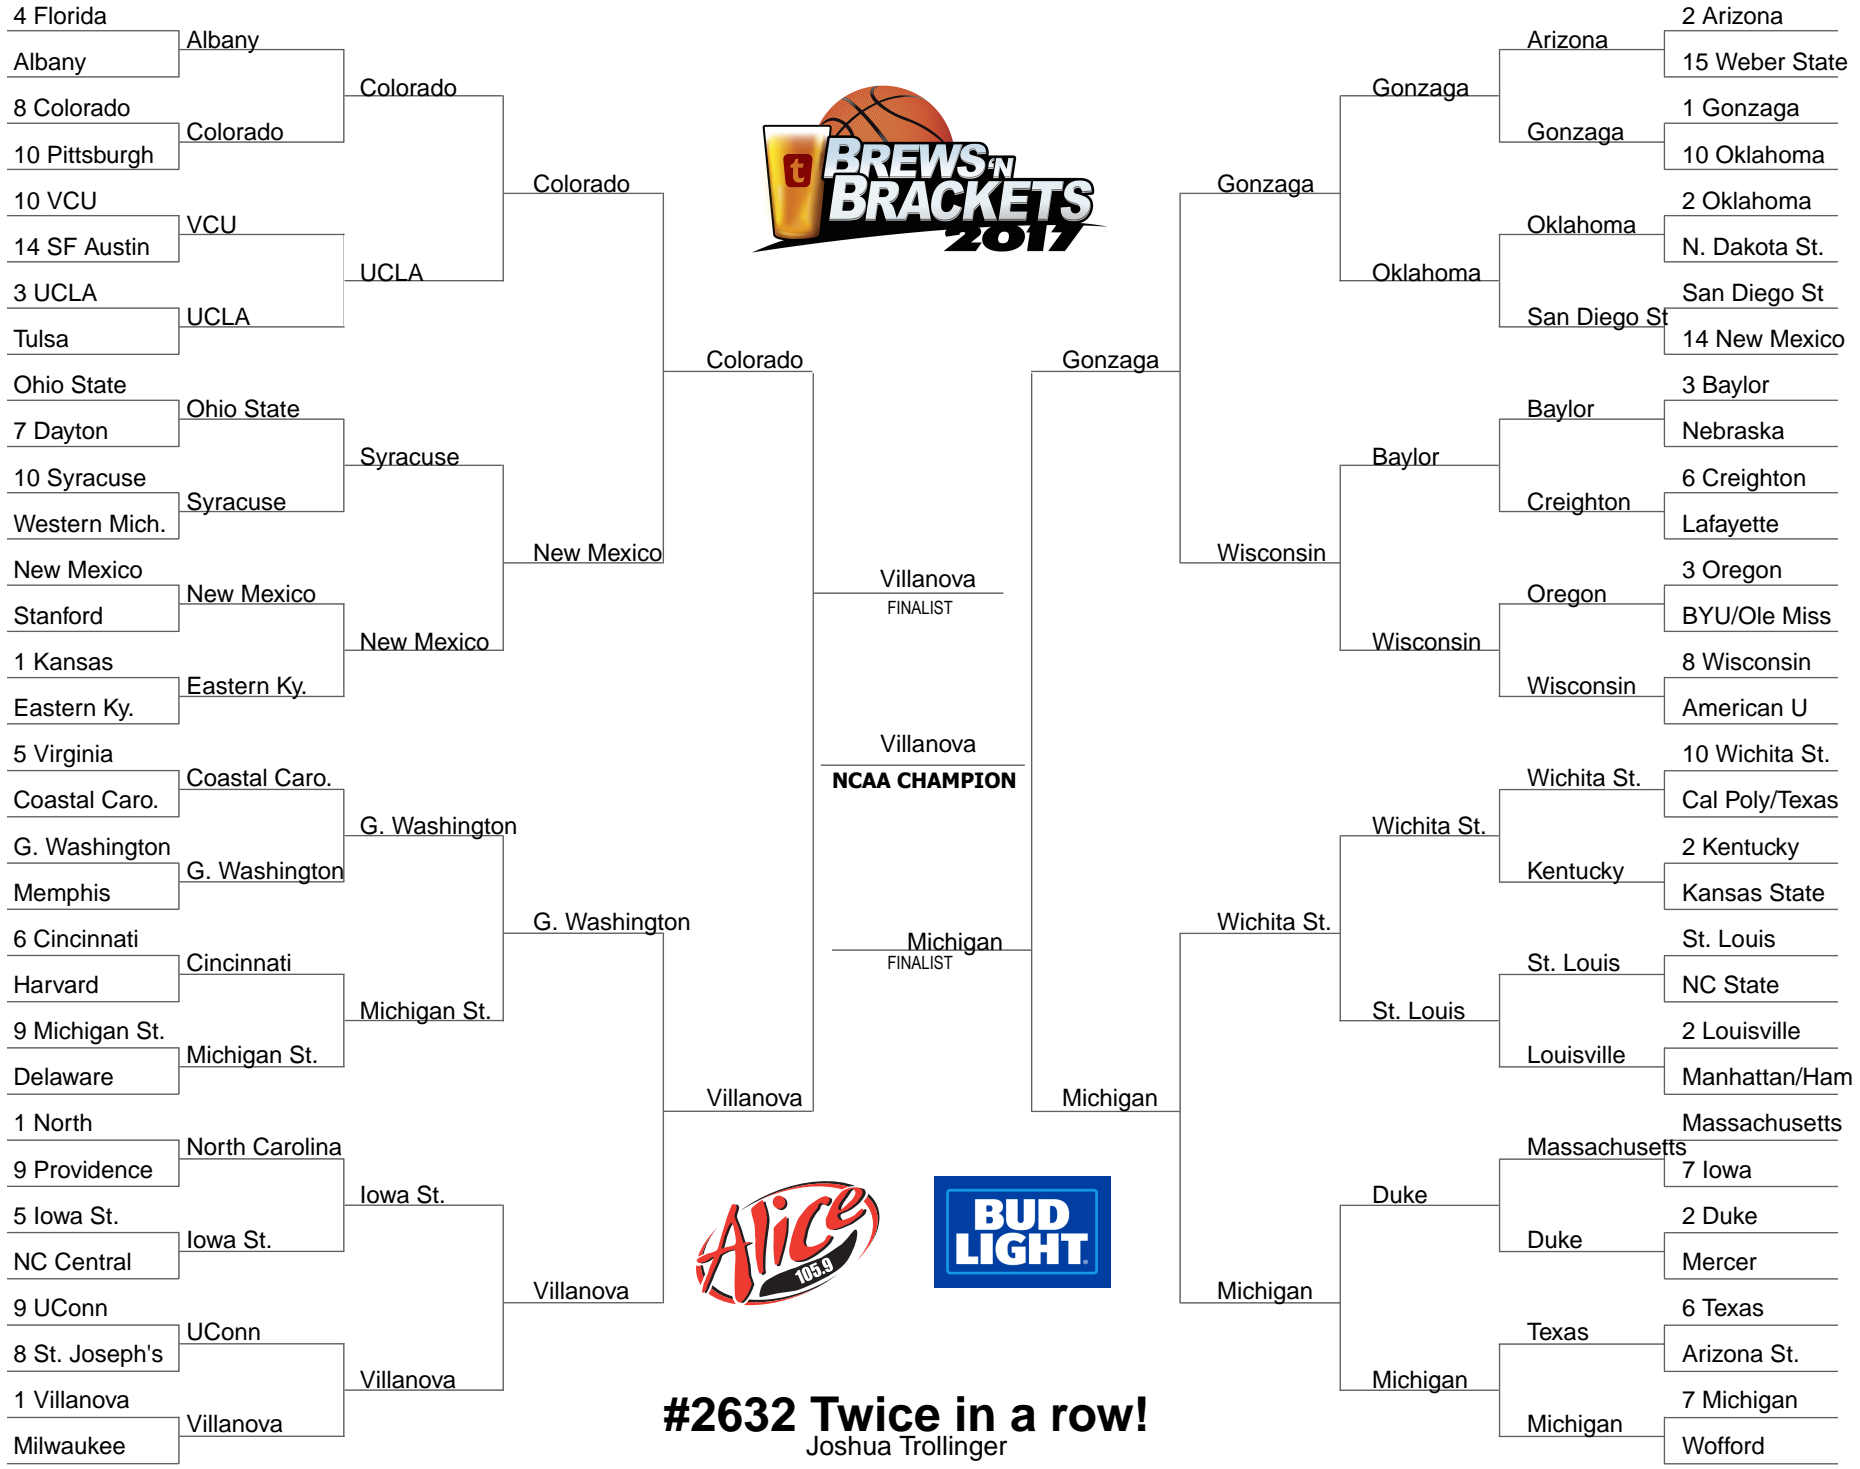 4 Florida
Albany
8 Colorado
10 Pittsburgh
10 VCU
14 SF Austin
3 UCLA
Tulsa
Ohio State
7 Dayton
10 Syracuse
Western Mich.
New Mexico
Stanford
1 Kansas
Eastern Ky.
5 Virginia
Coastal Caro.
G. Washington
Memphis
6 Cincinnati
Harvard
9 Michigan St.
Delaware
1 North
9 Providence
5 Iowa St.
NC Central
9 UConn
8 St. Joseph's
1 Villanova
Milwaukee
Albany
Colorado
VCU
UCLA
Ohio State
Syracuse
New Mexico
Eastern Ky.
Coastal Caro.
G. Washington
Cincinnati
Michigan St.
North Carolina
Iowa St.
UConn
Villanova
Colorado
UCLA
Syracuse
New Mexico
G. Washington
Michigan St.
Iowa St.
Villanova
Colorado
New Mexico
G. Washington
Villanova
Colorado
Villanova
t
BREWS 'N
BRACKETS
2017
Villanova
FINALIST
Villanova
NCAA CHAMPION
Michigan
FINALIST
Alice
105.9
BUD
LIGHT
#2632 Twice in a row!
Joshua Trollinger
Gonzaga
Michigan
Gonzaga
Wisconsin
Wichita St.
Michigan
Gonzaga
Oklahoma
Baylor
Wisconsin
Wichita St.
St. Louis
Duke
Michigan
Arizona
Gonzaga
Oklahoma
San Diego St
Baylor
Creighton
Oregon
Wisconsin
Wichita St.
Kentucky
St. Louis
Louisville
Massachusetts
Duke
Texas
Michigan
2 Arizona
15 Weber State
1 Gonzaga
10 Oklahoma
2 Oklahoma
N. Dakota St.
San Diego St
14 New Mexico
3 Baylor
Nebraska
6 Creighton
Lafayette
3 Oregon
BYU/Ole Miss
8 Wisconsin
American U
10 Wichita St.
Cal Poly/Texas
2 Kentucky
Kansas State
St. Louis
NC State
2 Louisville
Manhattan/Ham
Massachusetts
7 Iowa
2 Duke
Mercer
6 Texas
Arizona St.
7 Michigan
Wofford